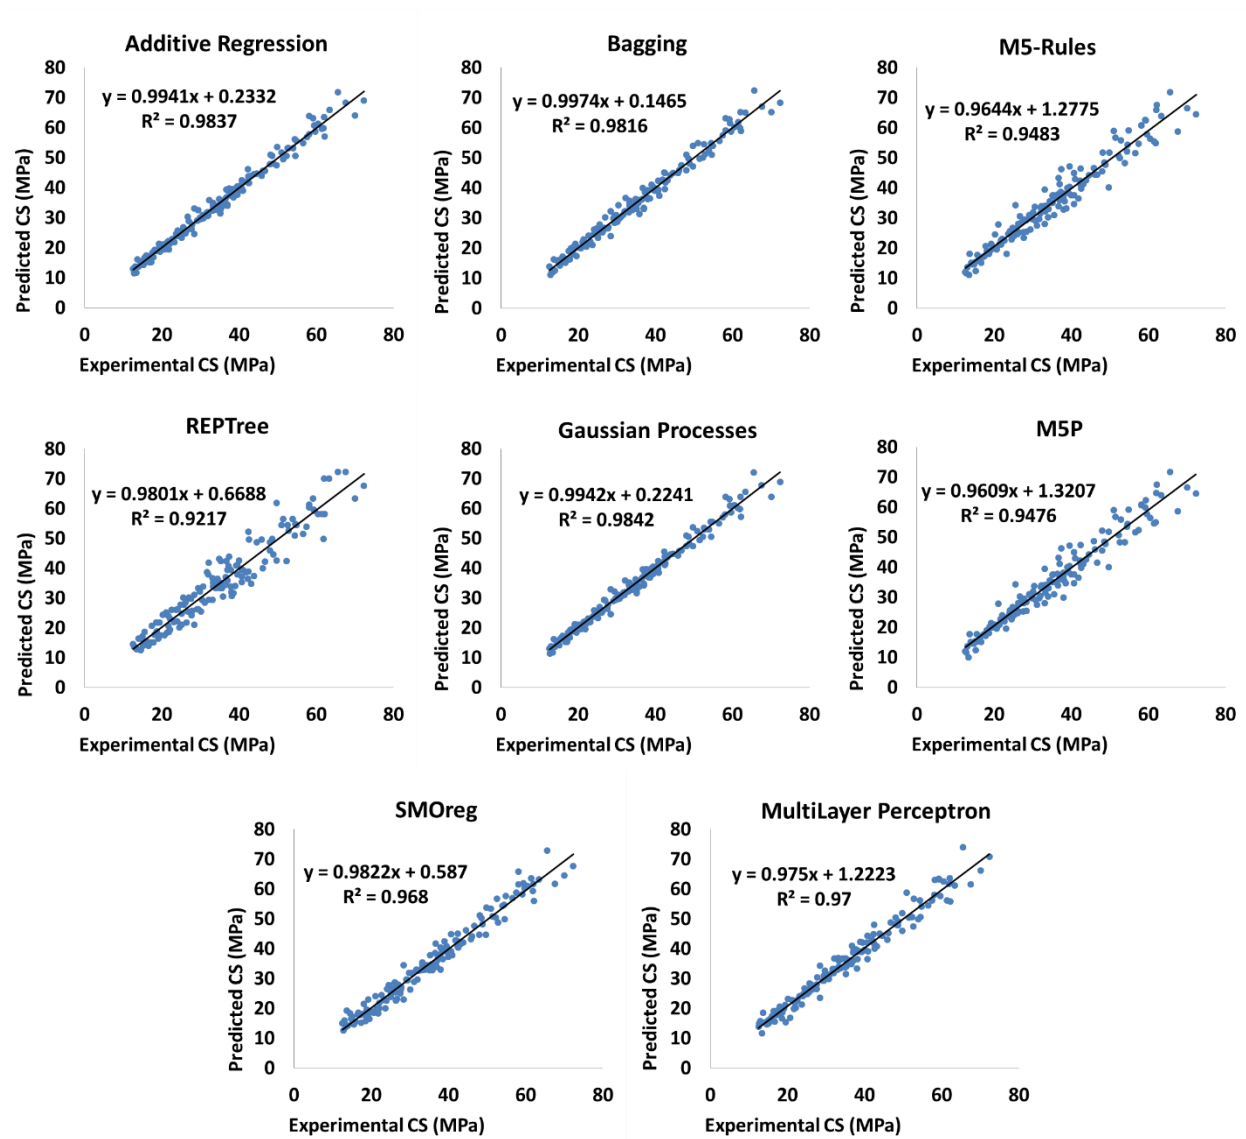 Additive Regression
80
70
60
50
40
30
20
10
0
y = 0.9941x + 0.2332
R² = 0.9837
Predicted CS (MPa)
0 20 40 60 80
Experimental CS (MPa)
Bagging
80
70
60
50
40
30
20
10
0
y = 0.9974x + 0.1465
R² = 0.9816
Predicted CS (MPa)
0 20 40 60 80
Experimental CS (MPa)
M5-Rules
80
70
60
50
40
30
20
10
0
y = 0.9644x + 1.2775
R² = 0.9483
Predicted CS (MPa)
0 20 40 60 80
Experimental CS (MPa)
REPTree
80
70
60
50
40
30
20
10
0
y = 0.9801x + 0.6688
R² = 0.9217
Predicted CS (MPa)
0 20 40 60 80
Experimental CS (MPa)
Gaussian Processes
80
70
60
50
40
30
20
10
0
y = 0.9942x + 0.2241
R² = 0.9842
Predicted CS (MPa)
0 20 40 60 80
Experimental CS (MPa)
M5P
80
70
60
50
40
30
20
10
0
y = 0.9609x + 1.3207
R² = 0.9476
Predicted CS (MPa)
0 20 40 60 80
Experimental CS (MPa)
SMOreg
80
70
60
50
40
30
20
10
0
y = 0.9822x + 0.587
R² = 0.968
Predicted CS (MPa)
0 20 40 60 80
Experimental CS (MPa)
MultiLayer Perceptron
80
70
60
50
40
30
20
10
0
y = 0.975x + 1.2223
R² = 0.97
Predicted CS (MPa)
0 20 40 60 80
Experimental CS (MPa)